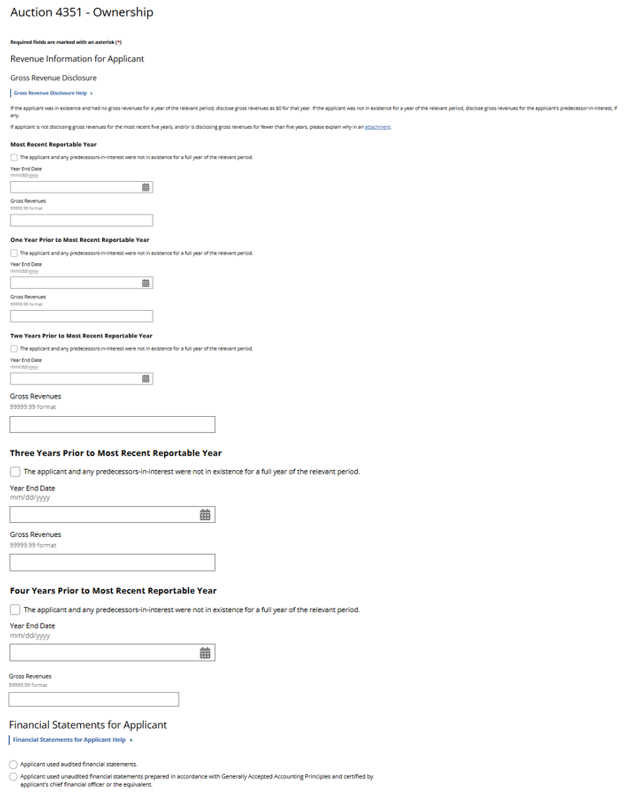 Auction 4351 - Ownership
Required fields are marked with an asterisk (*)
Revenue Information for Applicant
Gross Revenue Disclosure
Gross Revenue Disclosure Help
If the applicant was in existence and had no gross revenues for a year of the relevant period, disclose gross revenues as $0 for that year. If the applicant was not in existence for a year of the relevant period, disclose gross revenues for the applicant's predecessor-in-interest, if
any.
If applicant is not disclosing gross revenues for the most recent five years, and/or is disclosing gross revenues for fewer than five years, please explain why in an attachment.
Most Recent Reportable Year
The applicant and any predecessors-in-interest were not in existence for a full year of the relevant period.
Year End Date
mm/dd/yyyy
Gross Revenues
99999.99 format
One Year Prior to Most Recent Reportable Year
The applicant and any predecessors-in-interest were not in existence for a full year of the relevant period.
Year End Date
mm/dd/yyyy
Gross Revenues
99999.99 format
Two Years Prior to Most Recent Reportable Year
The applicant and any predecessors-in-interest were not in existence for a full year of the relevant period.
Year End Date
mm/dd/yyyy
Gross Revenues
99999.99 format
Three Years Prior to Most Recent Reportable Year
The applicant and any predecessors-in-interest were not in existence for a full year of the relevant period.
Year End Date
mm/dd/yyyy
Gross Revenues
99999.99 format
Four Years Prior to Most Recent Reportable Year
The applicant and any predecessors-in-interest were not in existence for a full year of the relevant period.
Year End Date
mm/dd/yyyy
Gross Revenues
99999.99 format
Financial Statements for Applicant
Financial Statements for Applicant Help
Applicant used audited financial statements.
Applicant used unaudited financial statements prepared in accordance with Generally Accepted Accounting Principles and certified by
applicant's chief financial officer or the equivalent.